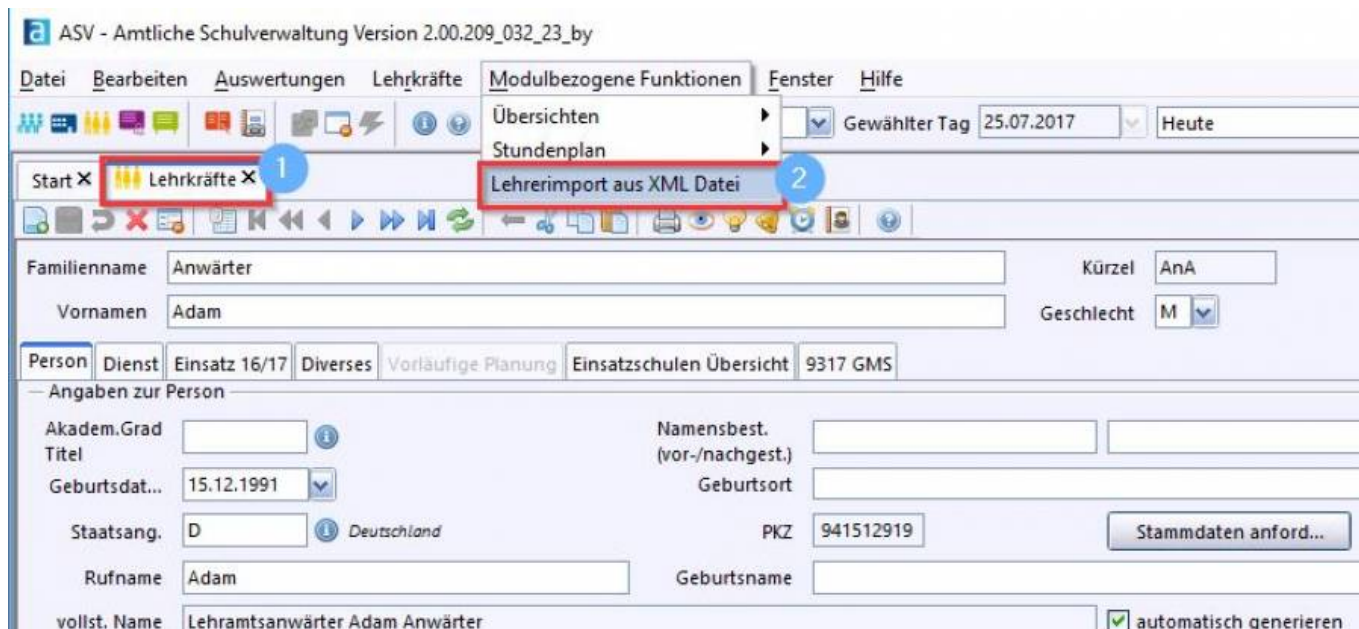 ASV - Amtliche Schulverwaltung Version 2.00.209_032_23_by
Datei Bearbeiten Auswertungen Lehrkräfte Modulbezogene Funktionen Fenster Hilfe
Übersichten
Gewählter Tag 25.07.2017 Heute
Stundenplan
Start Lehrkräfte 1
Lehrerimport aus XML Datei 2
Familienname Anwärter Kürzel AnA
Vornamen Adam Geschlecht M
Person Dienst Einsatz 16/17 Diverses Vorläufige Planung Einsatzschulen Übersicht 9317 GMS
Angaben zur Person
Akadem.Grad Namensbest.
Titel (vor-/nachgest.)
Geburtsdat... 15.12.1991 Geburtsort
Staatsang. D Deutschland PKZ 941512919 Stammdaten anford...
Rufname Adam Geburtsname
vollst. Name Lehramtsanwärter Adam Anwärter automatisch generieren